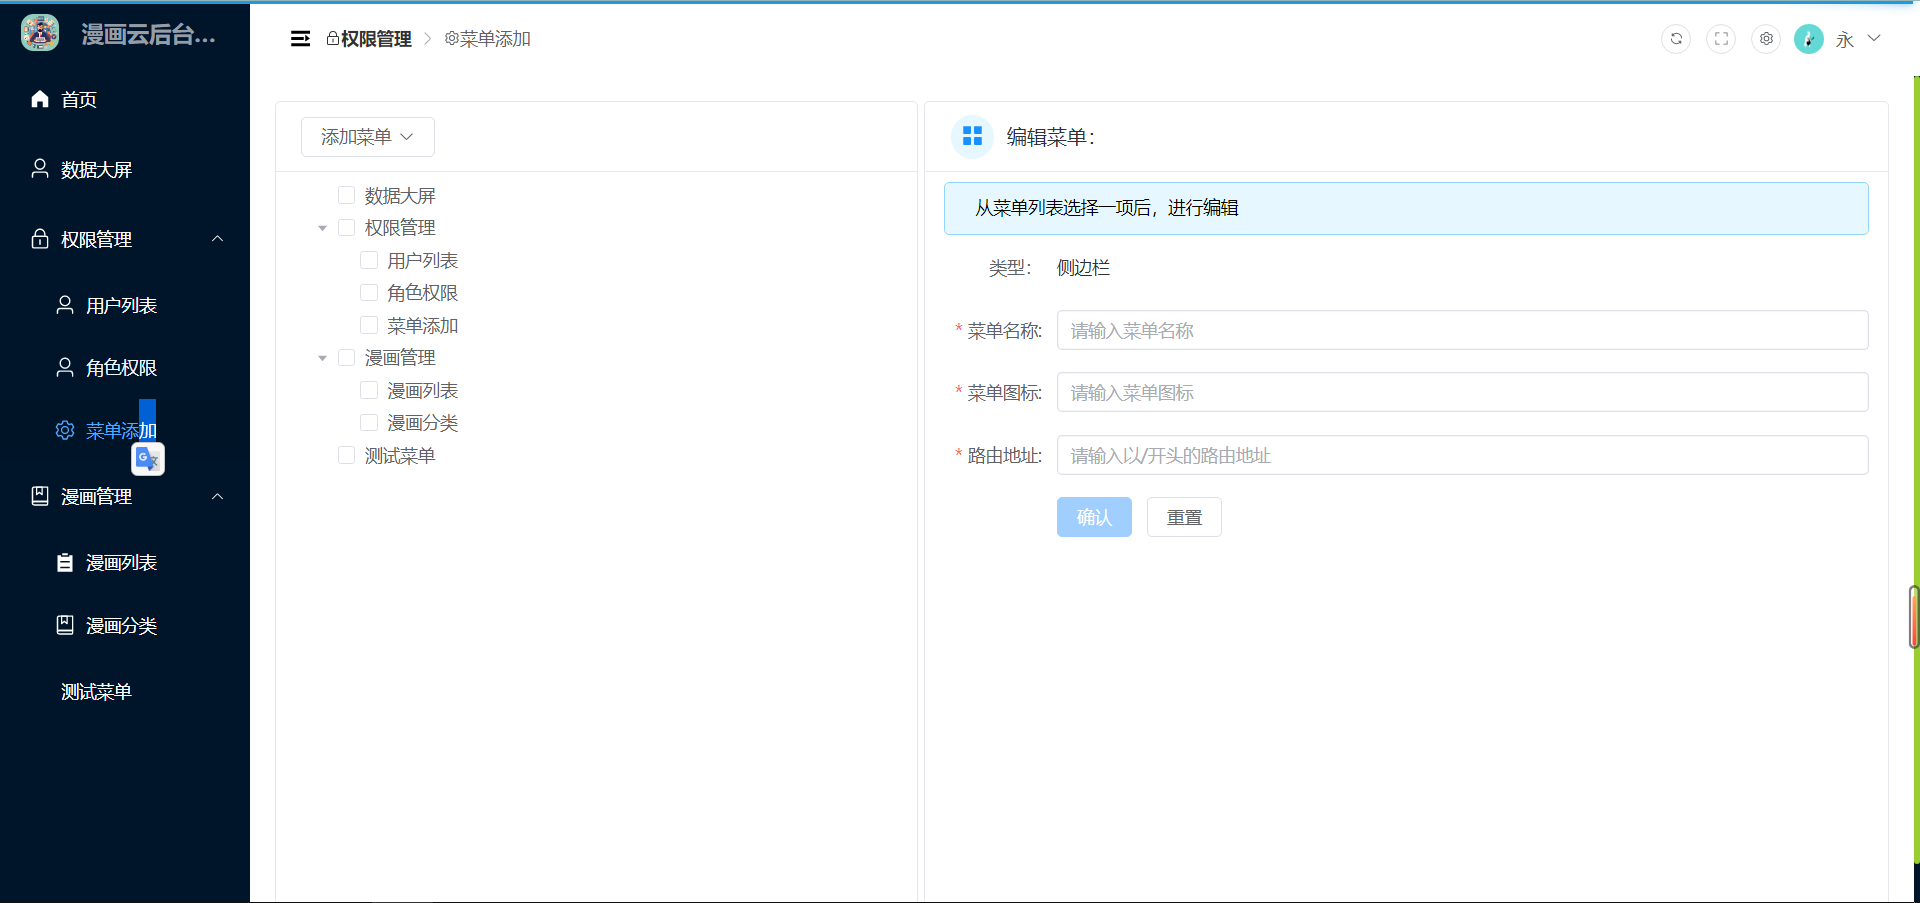 漫画云后台...
首页
数据大屏
权限管理
用户列表
角色权限
菜单添加
漫画管理
漫画列表
漫画分类
测试菜单
权限管理 > 菜单添加
永
添加菜单
数据大屏
权限管理
用户列表
角色权限
菜单添加
漫画管理
漫画列表
漫画分类
测试菜单
编辑菜单：
从菜单列表选择一项后，进行编辑
类型： 侧边栏
* 菜单名称: 请输入菜单名称
* 菜单图标: 请输入菜单图标
* 路由地址: 请输入以/开头的路由地址
确认 重置